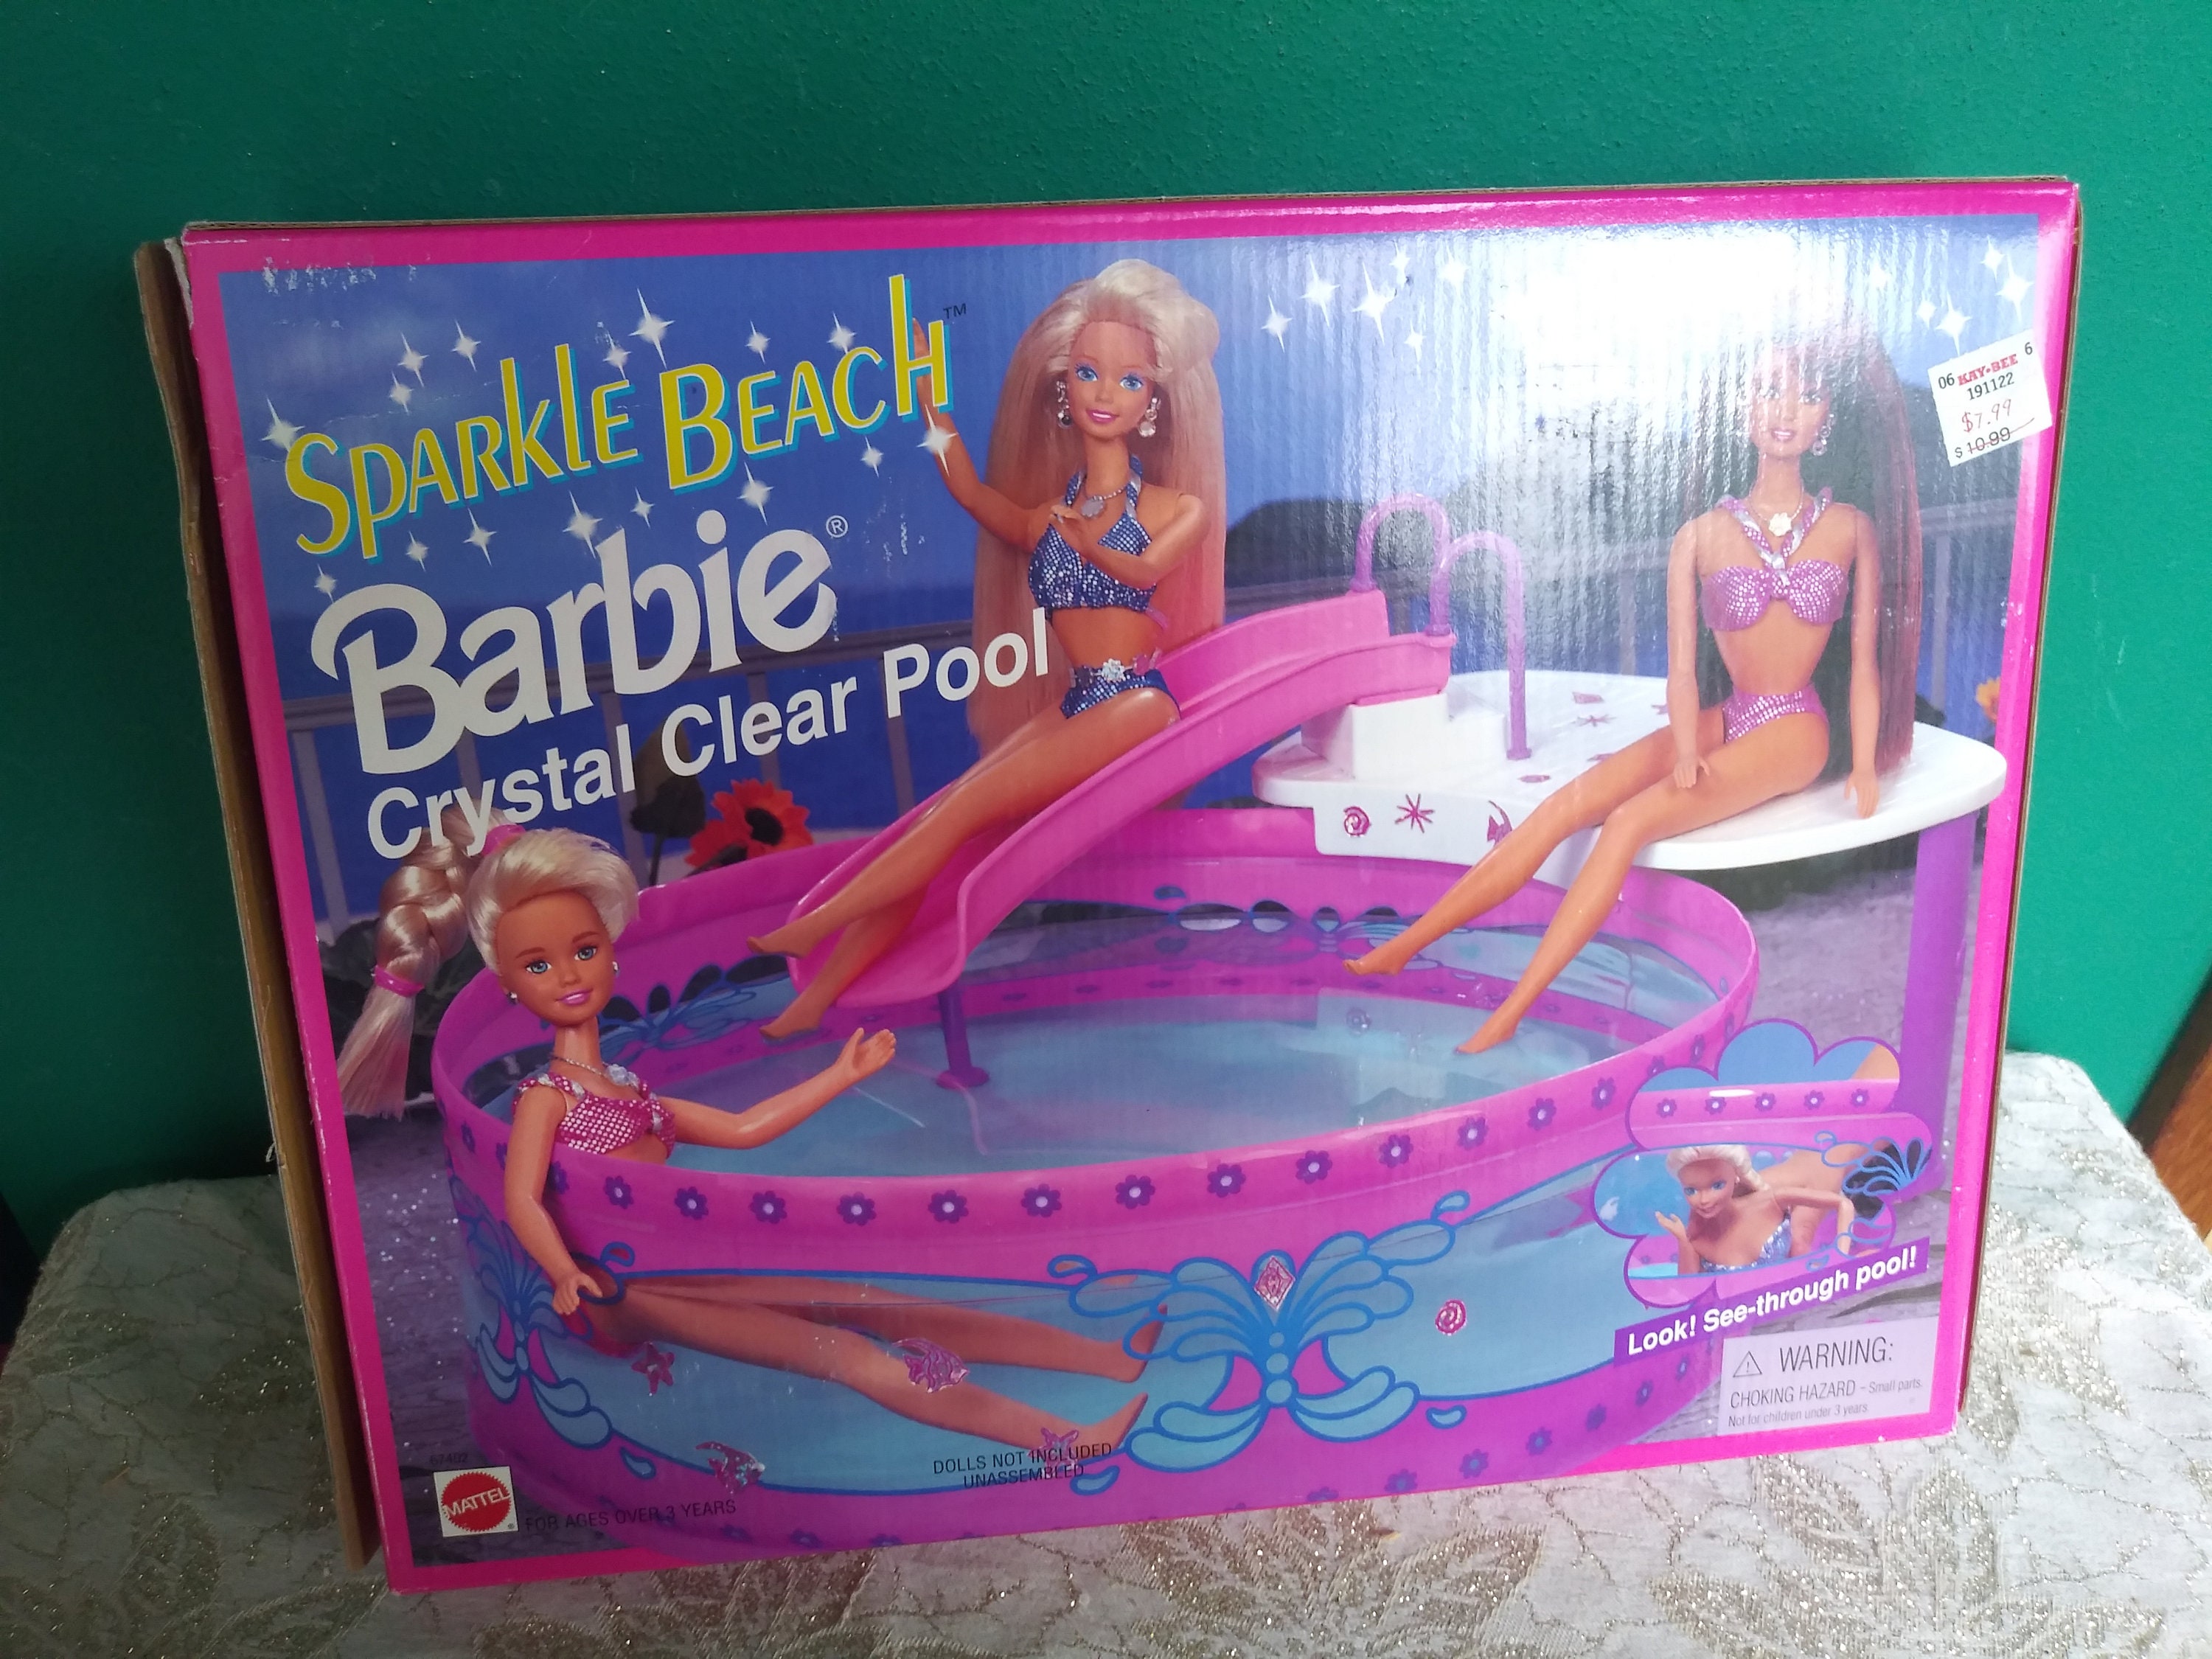 SPARKLE BEACH™
Barbie®
Crystal Clear Pool
06 KAY•BEE 6
191122
$7.99
$10.99
Look! See-through pool!
WARNING:
CHOKING HAZARD - Small parts.
Not for children under 3 years.
DOLLS NOT INCLUDED
UNASSEMBLED
67402
MATTEL®
FOR AGES OVER 3 YEARS